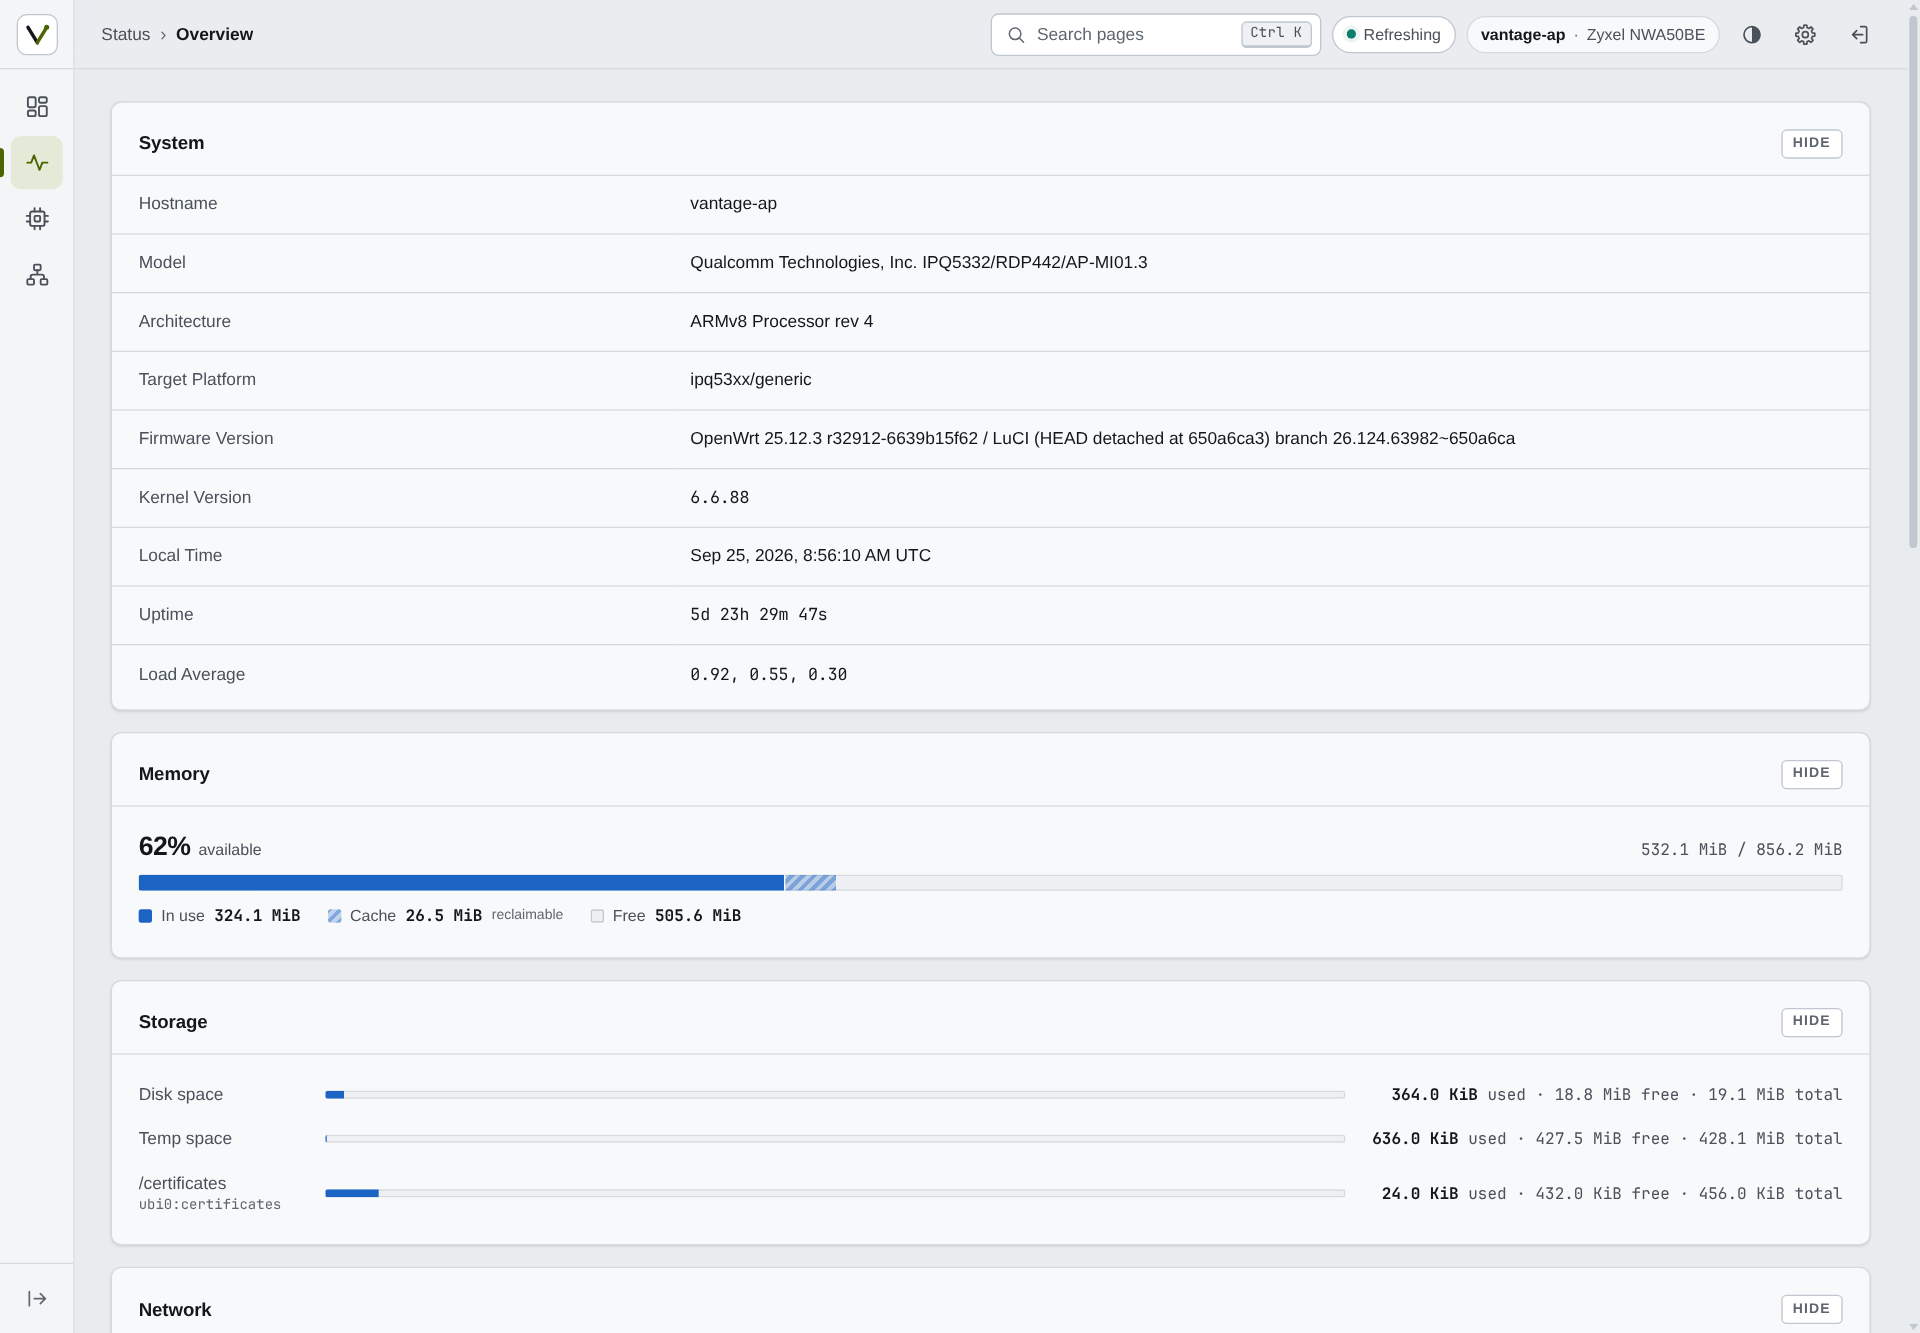 Status › Overview
Search pages Ctrl K
Refreshing
vantage-ap · Zyxel NWA50BE
System HIDE
Hostname vantage-ap
Model Qualcomm Technologies, Inc. IPQ5332/RDP442/AP-MI01.3
Architecture ARMv8 Processor rev 4
Target Platform ipq53xx/generic
Firmware Version OpenWrt 25.12.3 r32912-6639b15f62 / LuCI (HEAD detached at 650a6ca3) branch 26.124.63982~650a6ca
Kernel Version 6.6.88
Local Time Sep 25, 2026, 8:56:10 AM UTC
Uptime 5d 23h 29m 47s
Load Average 0.92, 0.55, 0.30
Memory HIDE
62% available 532.1 MiB / 856.2 MiB
In use 324.1 MiB Cache 26.5 MiB reclaimable Free 505.6 MiB
Storage HIDE
Disk space 364.0 KiB used · 18.8 MiB free · 19.1 MiB total
Temp space 636.0 KiB used · 427.5 MiB free · 428.1 MiB total
/certificates
ubi0:certificates 24.0 KiB used · 432.0 KiB free · 456.0 KiB total
Network HIDE